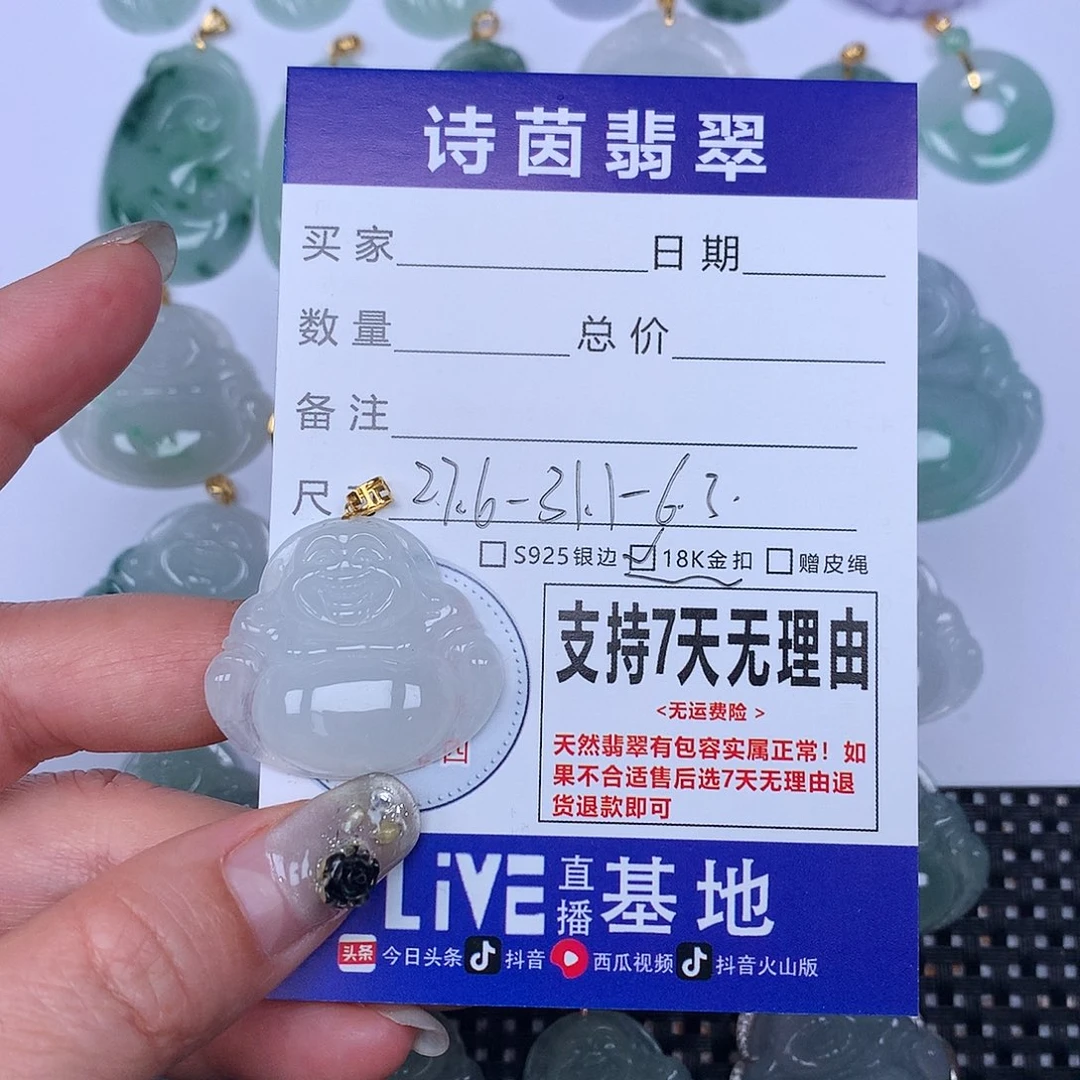 诗茵翡翠
买家 日期
数量 总价
备注
尺 27.6-31.1-6.3.
S925银边 18K金扣 赠皮绳
支持7天无理由
<无运费险>
天然翡翠有包容实属正常！如
果不合适售后选7天无理由退
货退款即可
LiVE 直播 基地
头条 今日头条 抖音 西瓜视频 抖音火山版